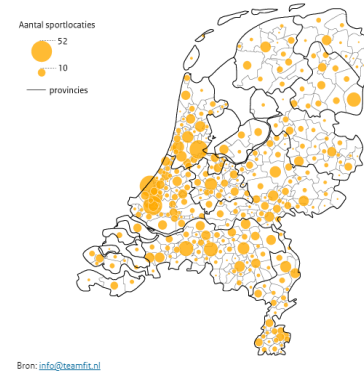 Aantal sportlocaties
52
10
provincies
Bron: info@teamfit.nl